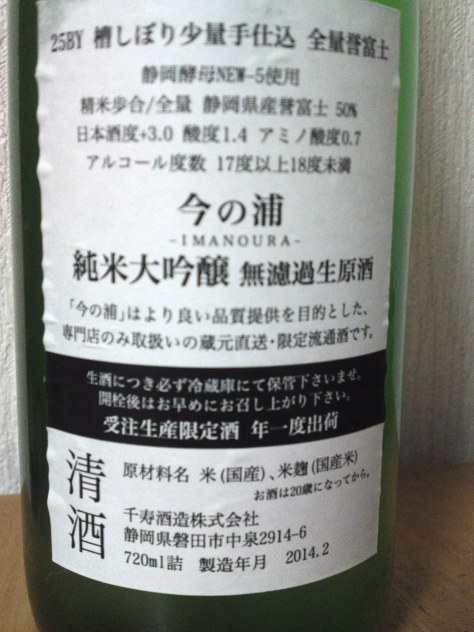 25BY 槽しぼり少量手仕込 全量誉富士
静岡酵母NEW-5使用
精米歩合/全量 静岡県産誉富士 50%
日本酒度+3.0 酸度1.4 アミノ酸度0.7
アルコール度数 17度以上18度未満
今の浦
-IMANOURA-
純米大吟醸 無濾過生原酒
「今の浦」はより良い品質提供を目的とした、
専門店のみ取扱いの蔵元直送・限定流通酒です。
生酒につき必ず冷蔵庫にて保管下さいませ。
開栓後はお早めにお召し上がり下さい。
受注生産限定酒 年一度出荷
清酒
原材料名 米(国産)、米麹(国産米)
お酒は20歳になってから。
千寿酒造株式会社
静岡県磐田市中泉2914-6
720ml詰 製造年月 2014.2